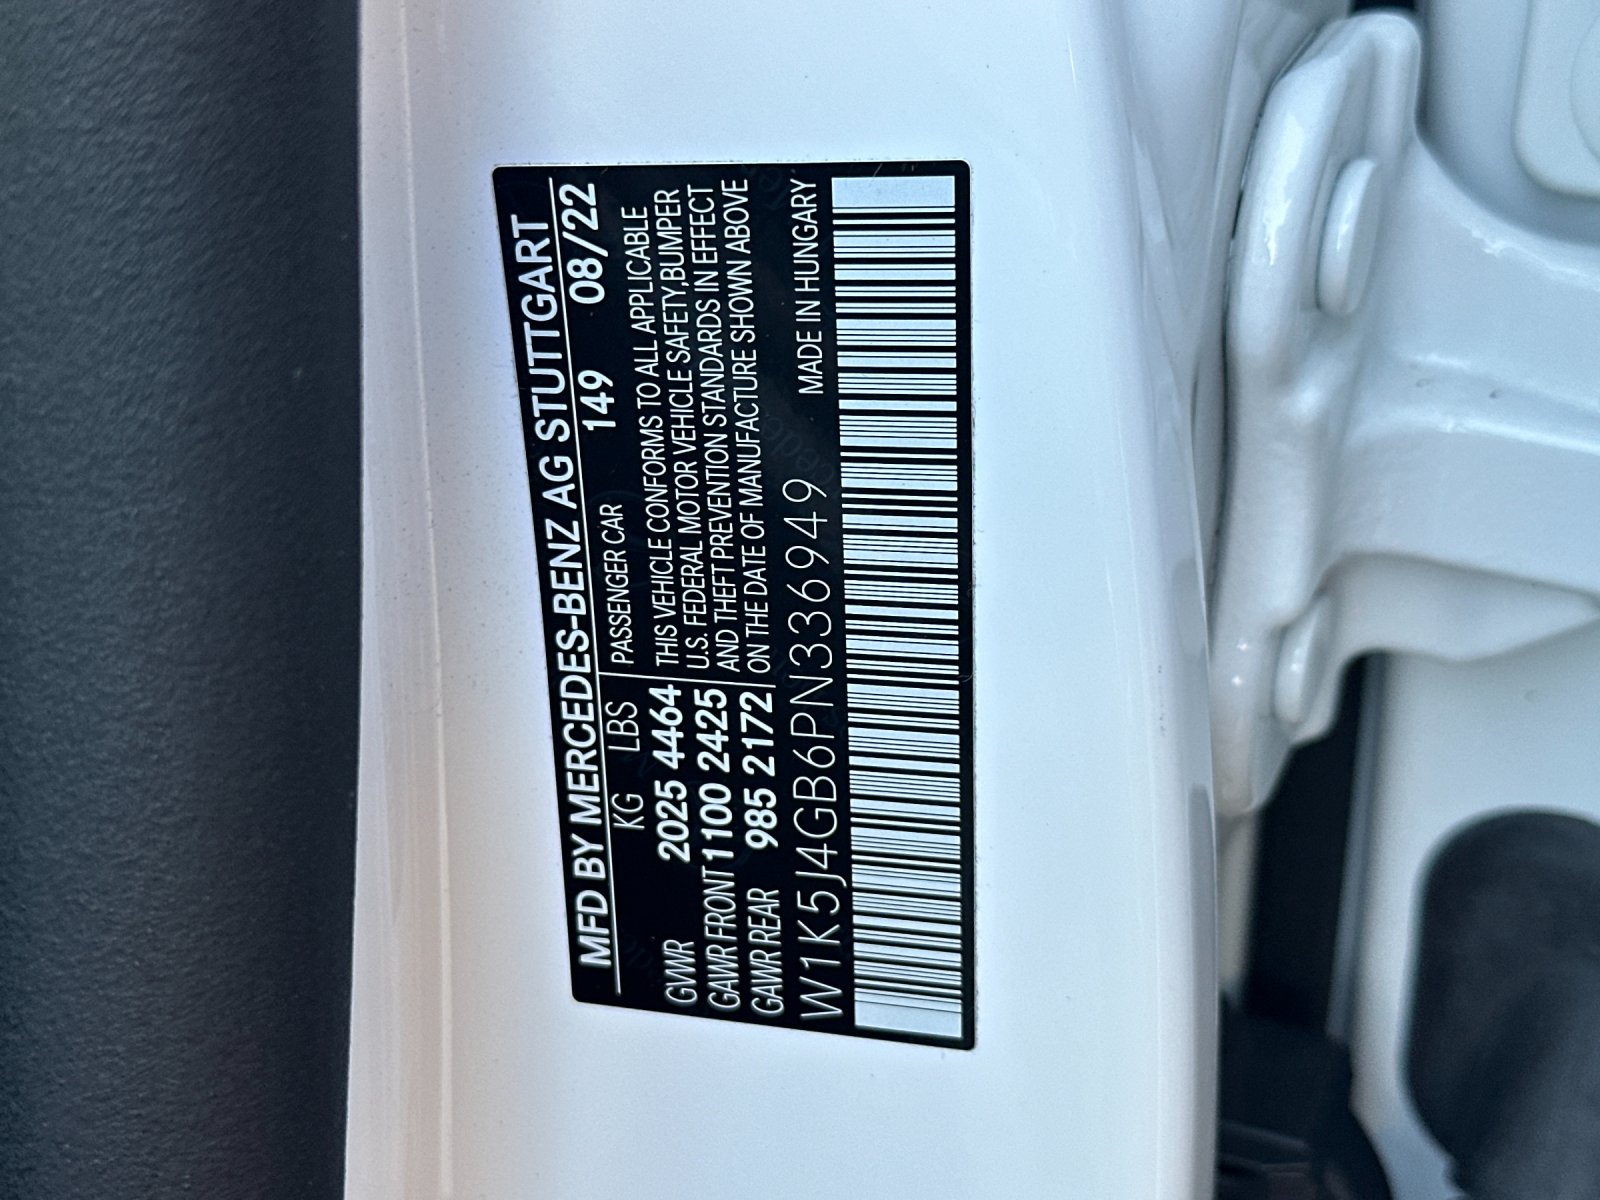 MFD BY MERCEDES-BENZ AG STUTTGART
149 08/22
KG LBS PASSENGER CAR
GVWR 2025 4464 THIS VEHICLE CONFORMS TO ALL APPLICABLE
GAWR FRONT 1100 2425 U.S. FEDERAL MOTOR VEHICLE SAFETY,BUMPER
AND THEFT PREVENTION STANDARDS IN EFFECT
GAWR REAR 985 2172 ON THE DATE OF MANUFACTURE SHOWN ABOVE
W1K5J4GB6PN336949 MADE IN HUNGARY